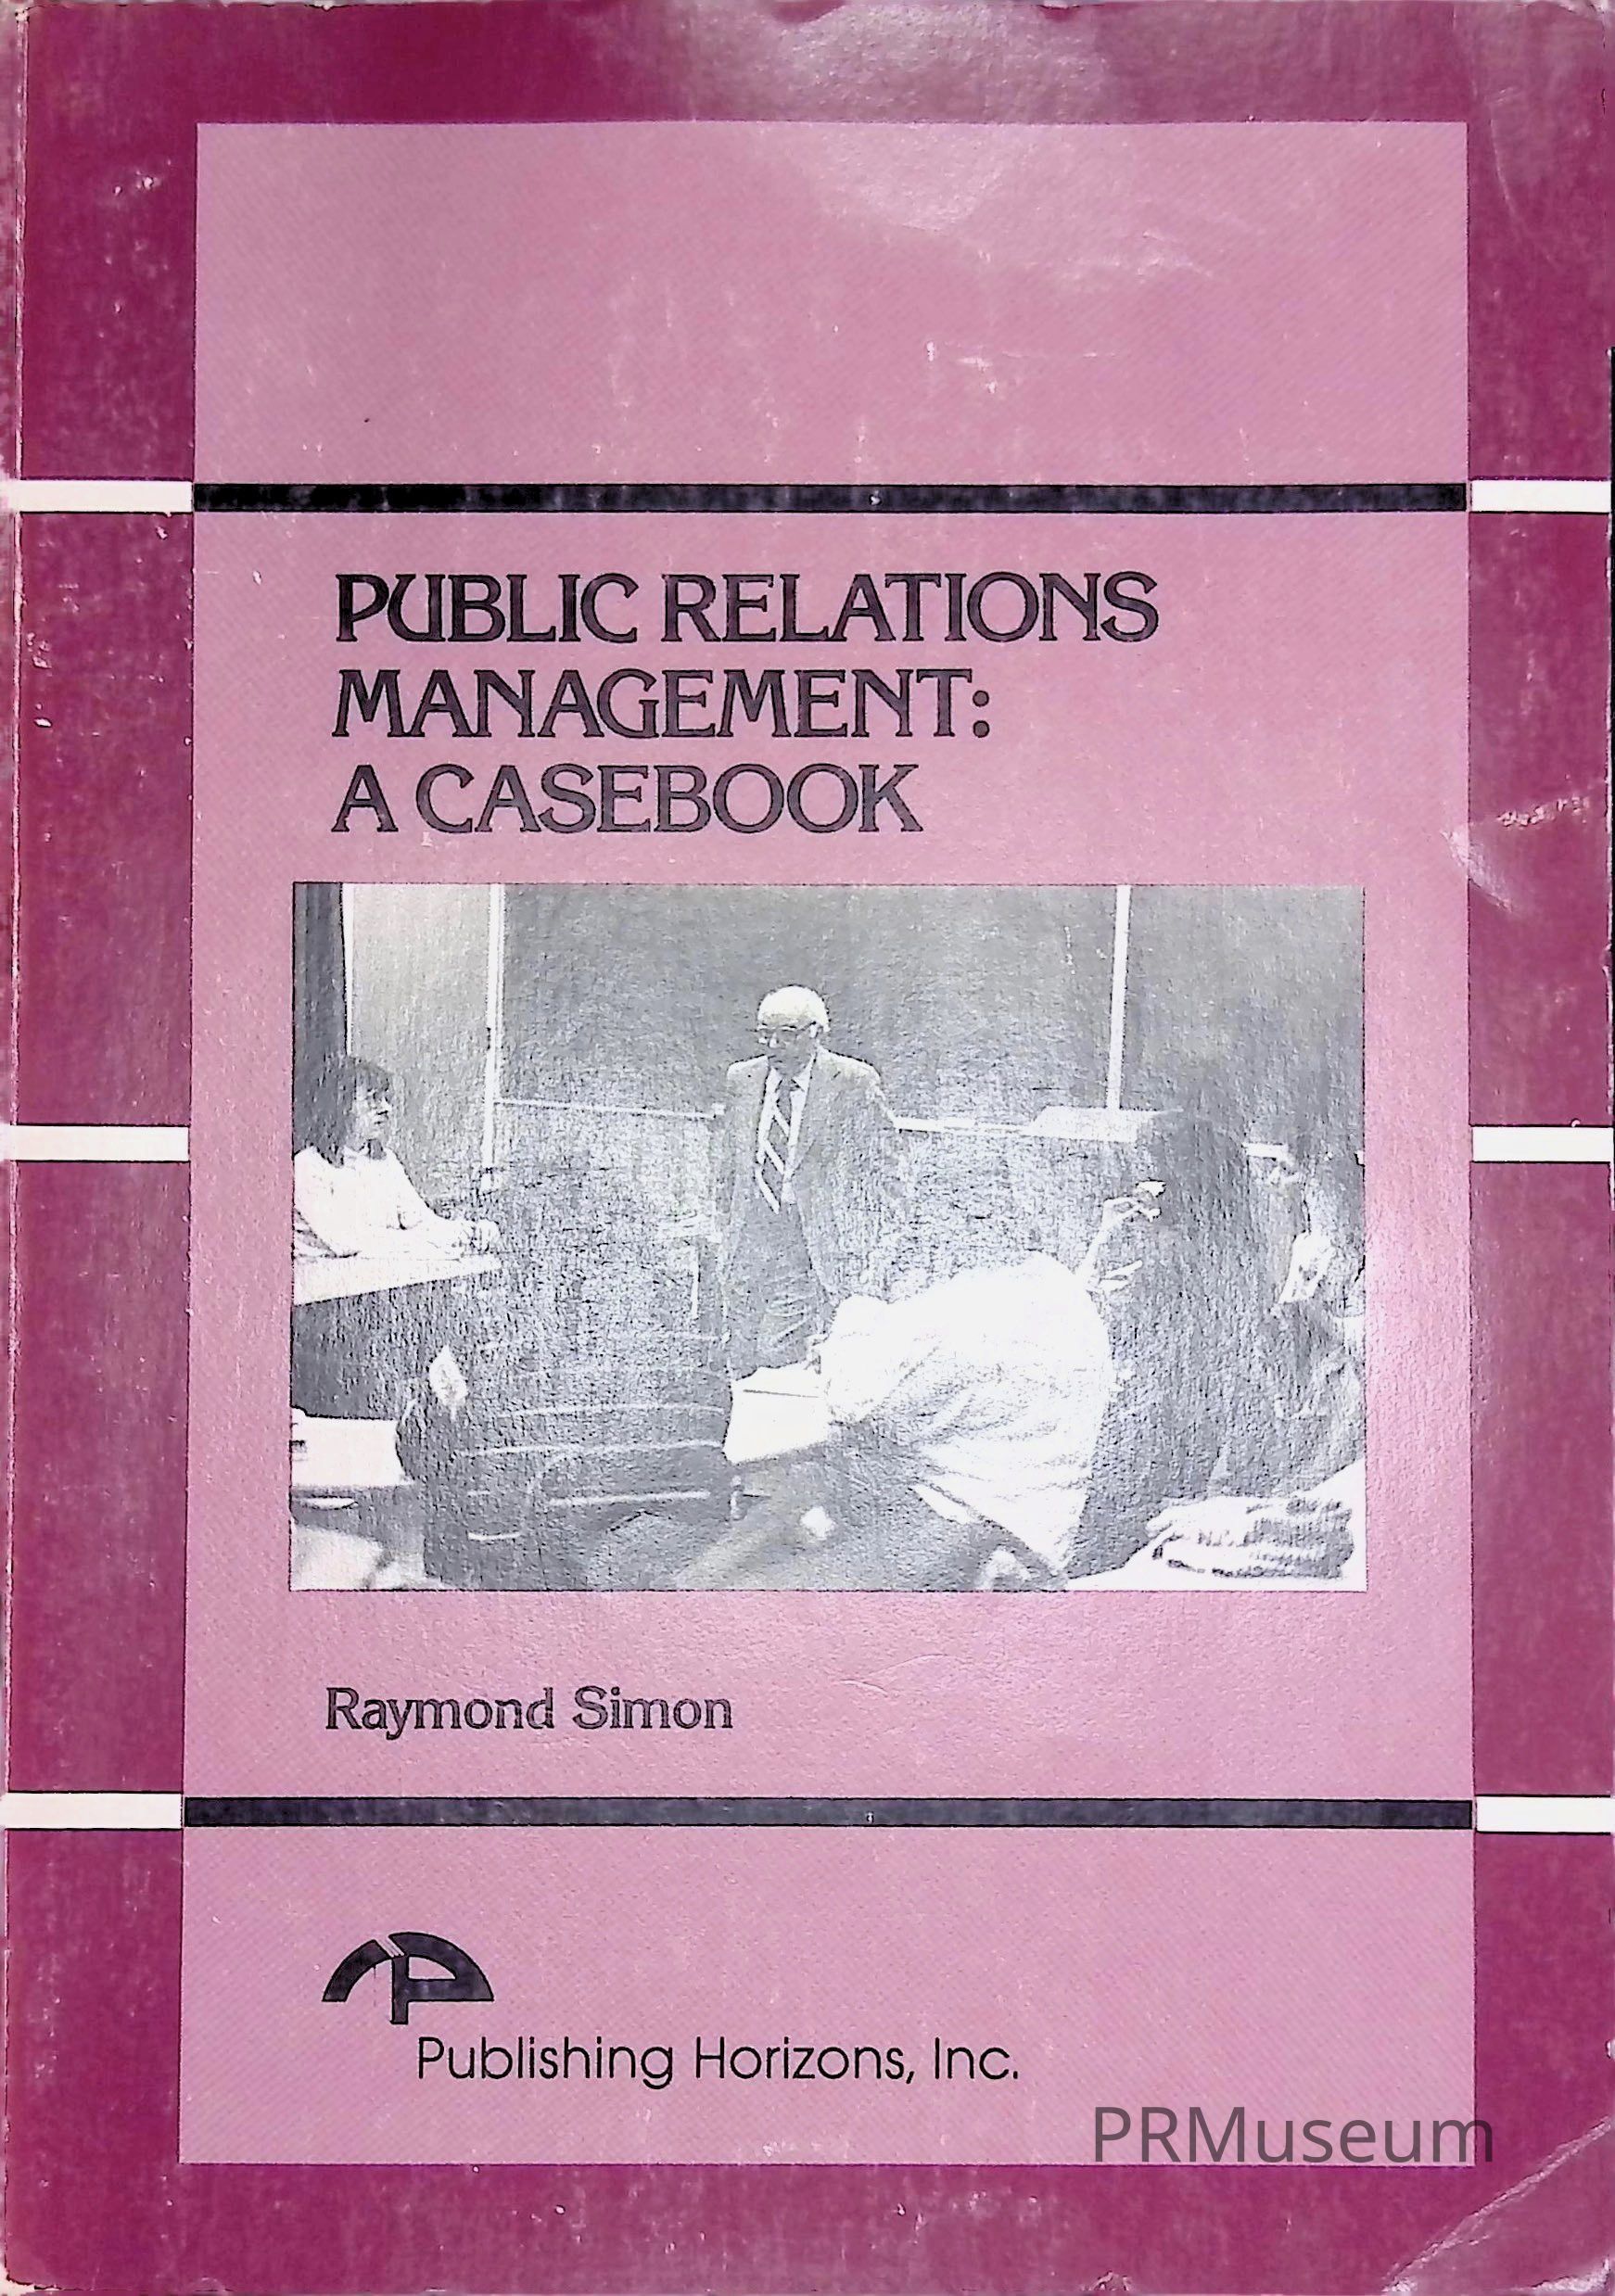 PUBLIC RELATIONS
MANAGEMENT:
A CASEBOOK
Raymond Simon
Publishing Horizons, Inc.
PRMuseum